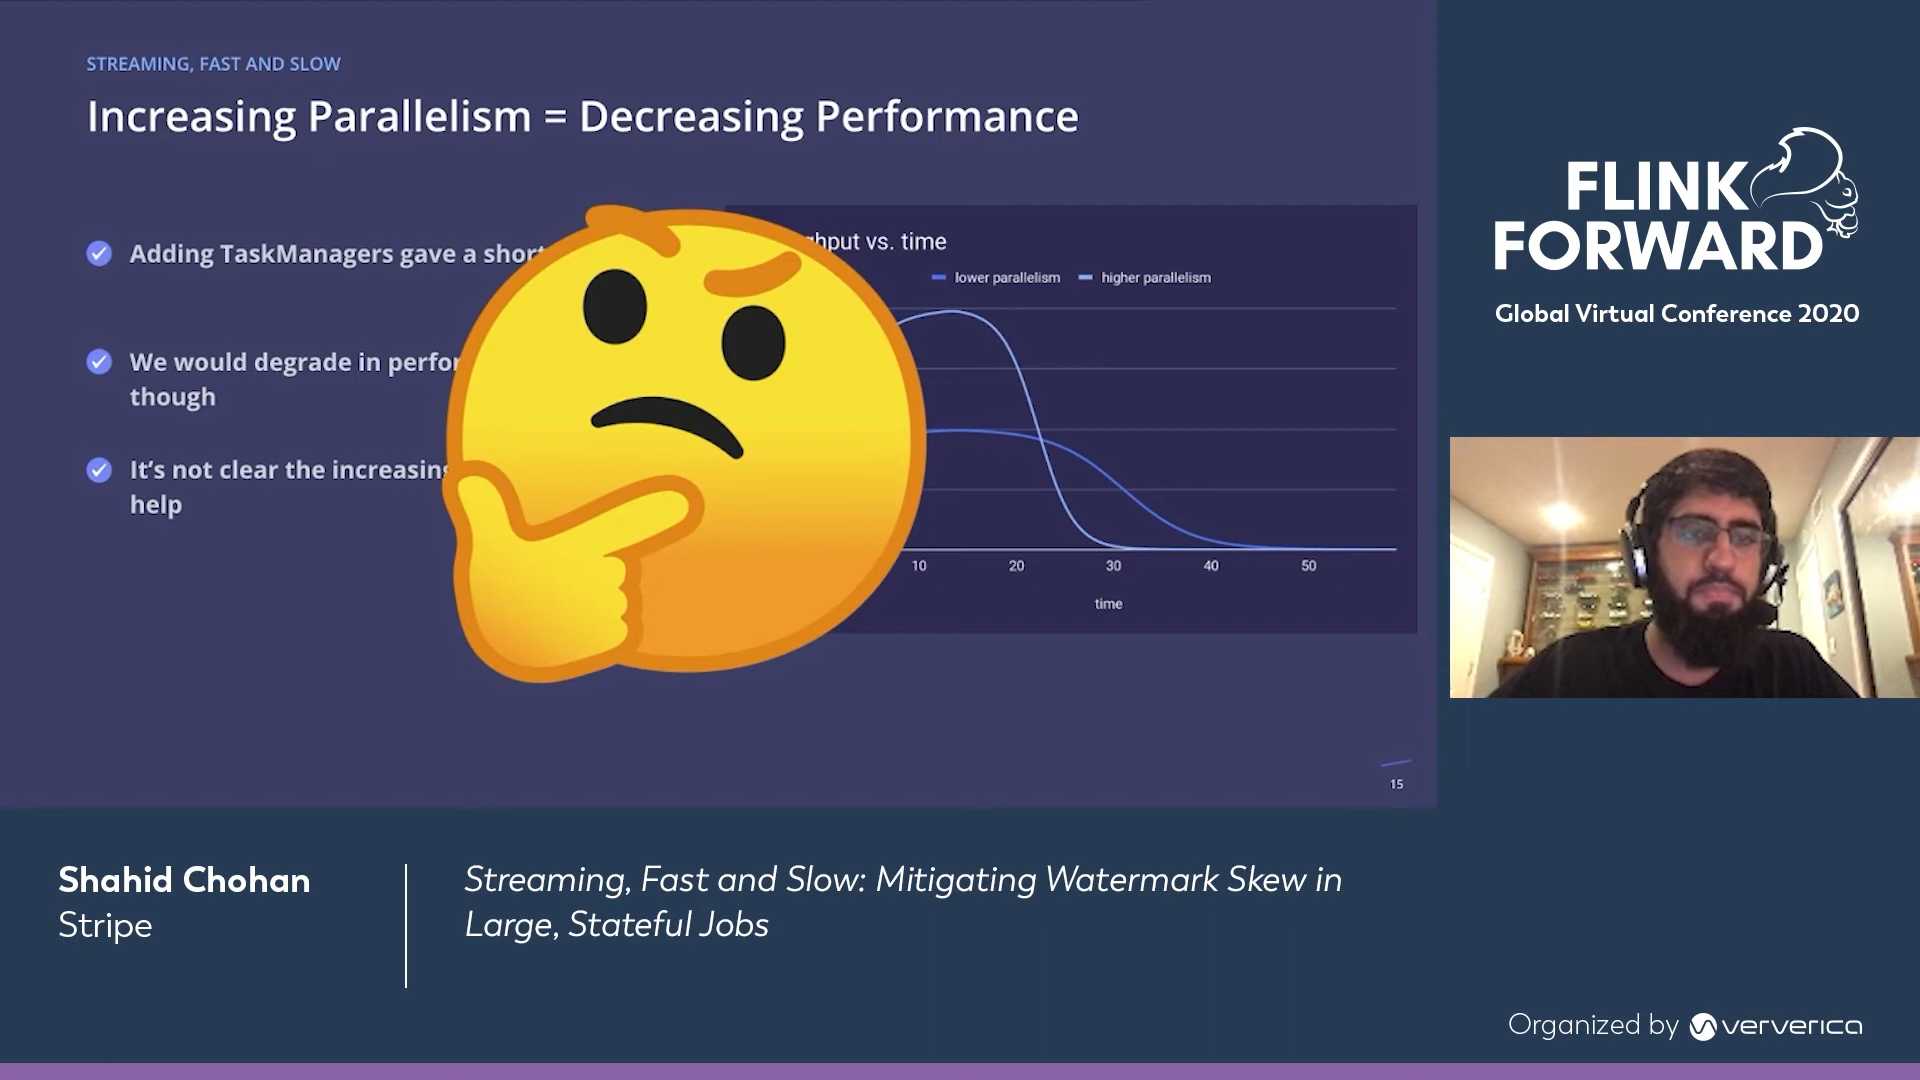 STREAMING, FAST AND SLOW
Increasing Parallelism = Decreasing Performance
Adding TaskManagers gave a short
We would degrade in perfor
though
It's not clear the increasing
help
vs. time
lower parallelism
higher parallelism
10 20 30 40 50
time
15
FLINK
FORWARD
Global Virtual Conference 2020
Shahid Chohan
Stripe
Streaming, Fast and Slow: Mitigating Watermark Skew in
Large, Stateful Jobs
Organized by ververica